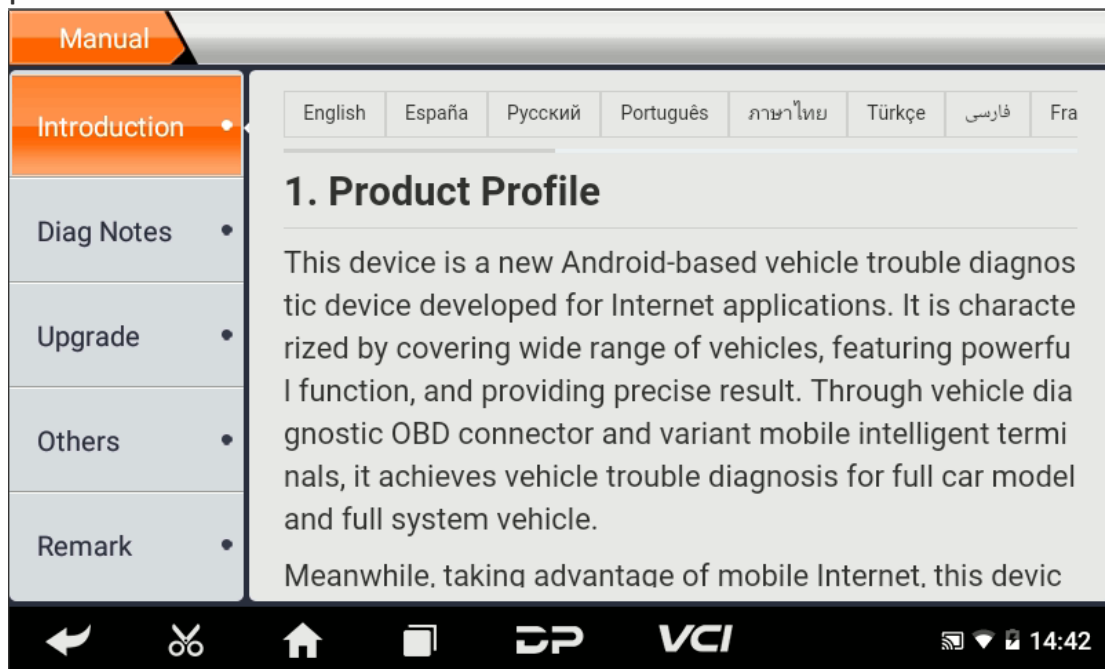 Manual
Introduction
Diag Notes
Upgrade
Others
Remark
English España Русский Português ภาษาไทย Türkçe فارسی Fra
1. Product Profile
This device is a new Android-based vehicle trouble diagnos
tic device developed for Internet applications. It is characte
rized by covering wide range of vehicles, featuring powerfu
l function, and providing precise result. Through vehicle dia
gnostic OBD connector and variant mobile intelligent termi
nals, it achieves vehicle trouble diagnosis for full car model
and full system vehicle.
Meanwhile, taking advantage of mobile Internet, this devic
DP VCI 14:42